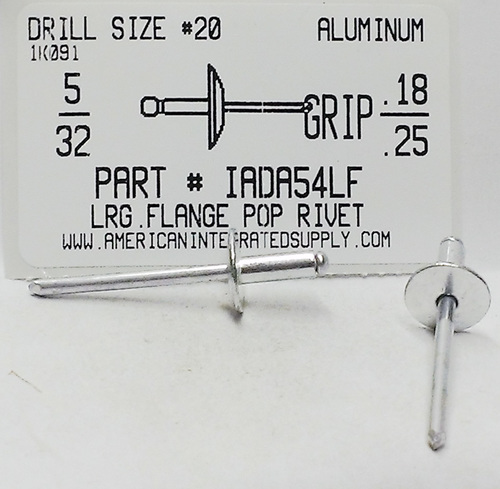 DRILL SIZE #20 ALUMINUM
1K091
5/32 GRIP .18/.25
PART # IADA54LF
LRG.FLANGE POP RIVET
WWW.AMERICANINTEGRATEDSUPPLY.COM